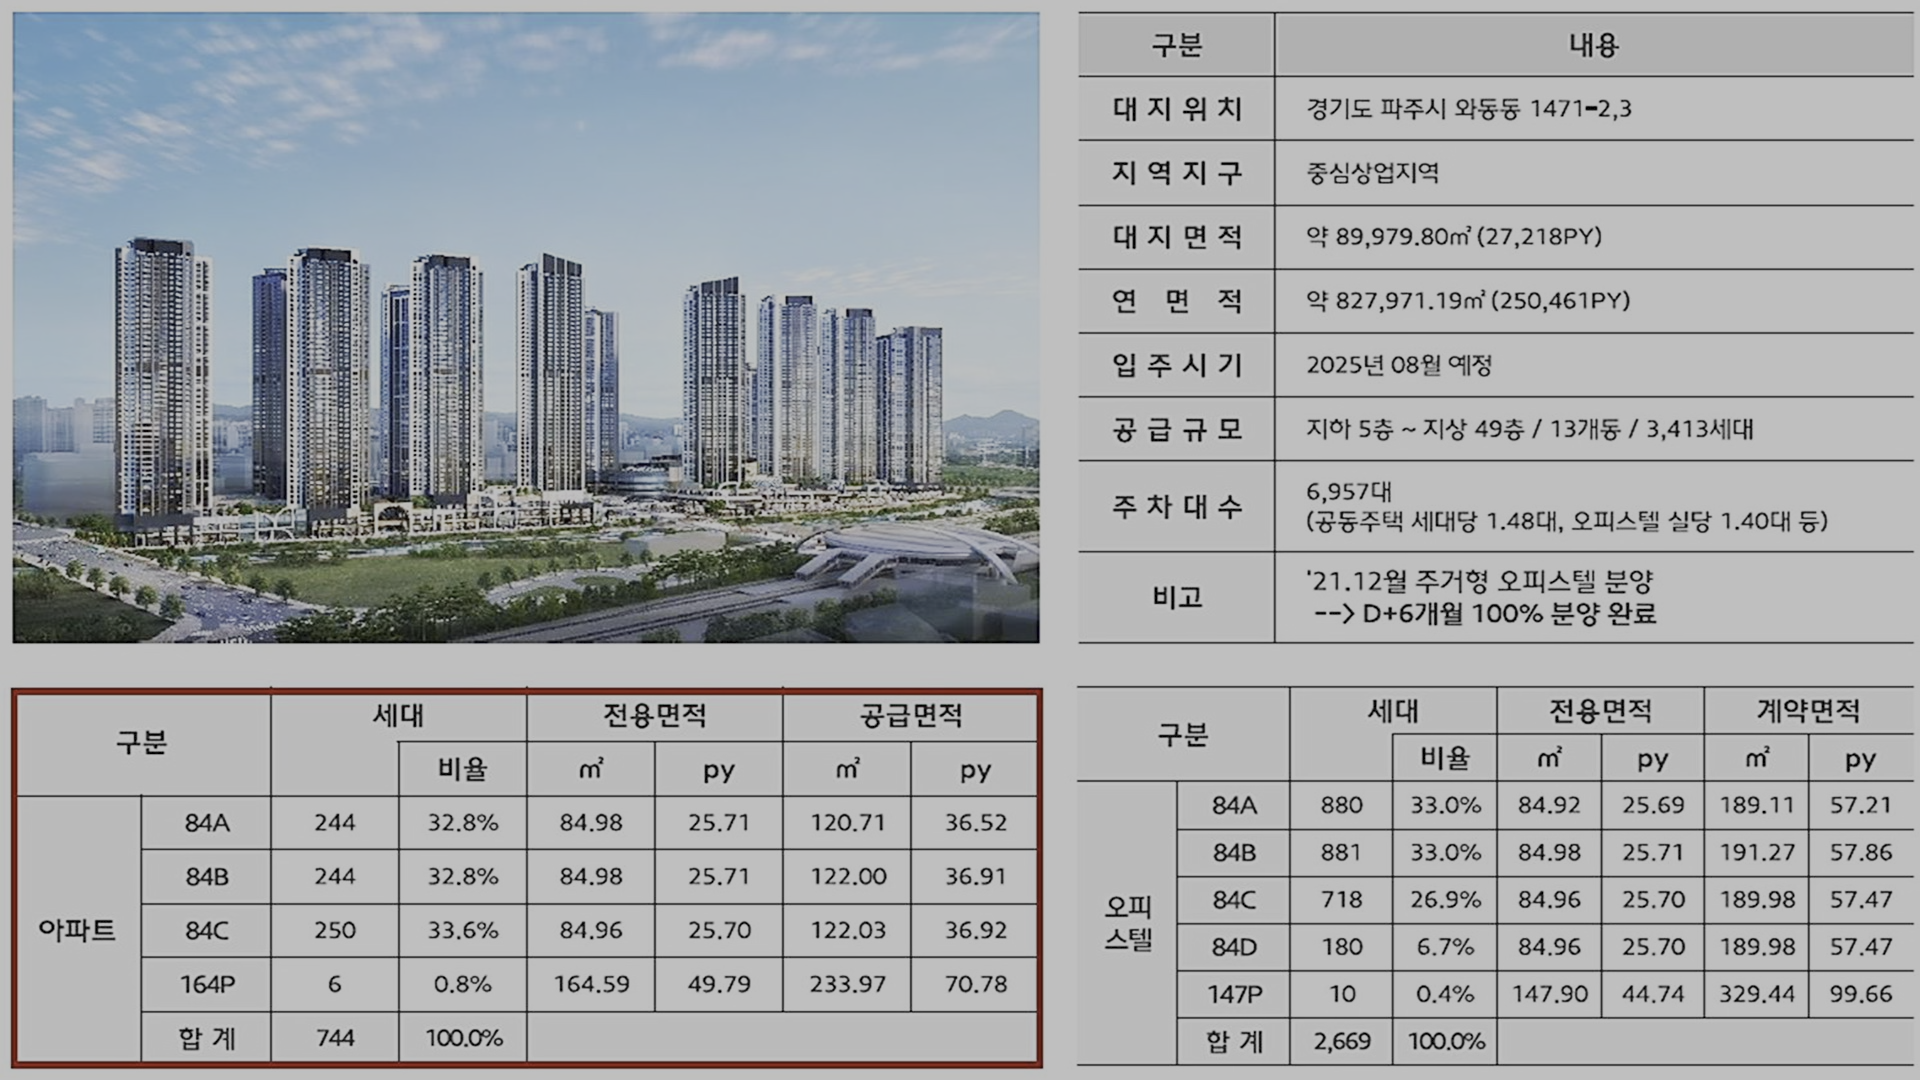 구분 내용
대지위치 경기도 파주시 와동동 1471-2,3
지역지구 중심상업지역
대지면적 약 89,979.80㎡(27,218PY)
연면적 약 827,971.19㎡(250,461PY)
입주시기 2025년 08월 예정
공급규모 지하 5층 ~ 지상 49층 / 13개동 / 3,413세대
주차대수 6,957대
(공동주택 세대당 1.48대, 오피스텔 실당 1.40대 등)
비고 '21.12월 주거형 오피스텔 분양
--> D+6개월 100% 분양 완료
구분 세대 전용면적 공급면적
비율 ㎡ py ㎡ py
아파트
84A 244 32.8% 84.98 25.71 120.71 36.52
84B 244 32.8% 84.98 25.71 122.00 36.91
84C 250 33.6% 84.96 25.70 122.03 36.92
164P 6 0.8% 164.59 49.79 233.97 70.78
합계 744 100.0%
구분 세대 전용면적 계약면적
비율 ㎡ py ㎡ py
오피
스텔
84A 880 33.0% 84.92 25.69 189.11 57.21
84B 881 33.0% 84.98 25.71 191.27 57.86
84C 718 26.9% 84.96 25.70 189.98 57.47
84D 180 6.7% 84.96 25.70 189.98 57.47
147P 10 0.4% 147.90 44.74 329.44 99.66
합계 2,669 100.0%